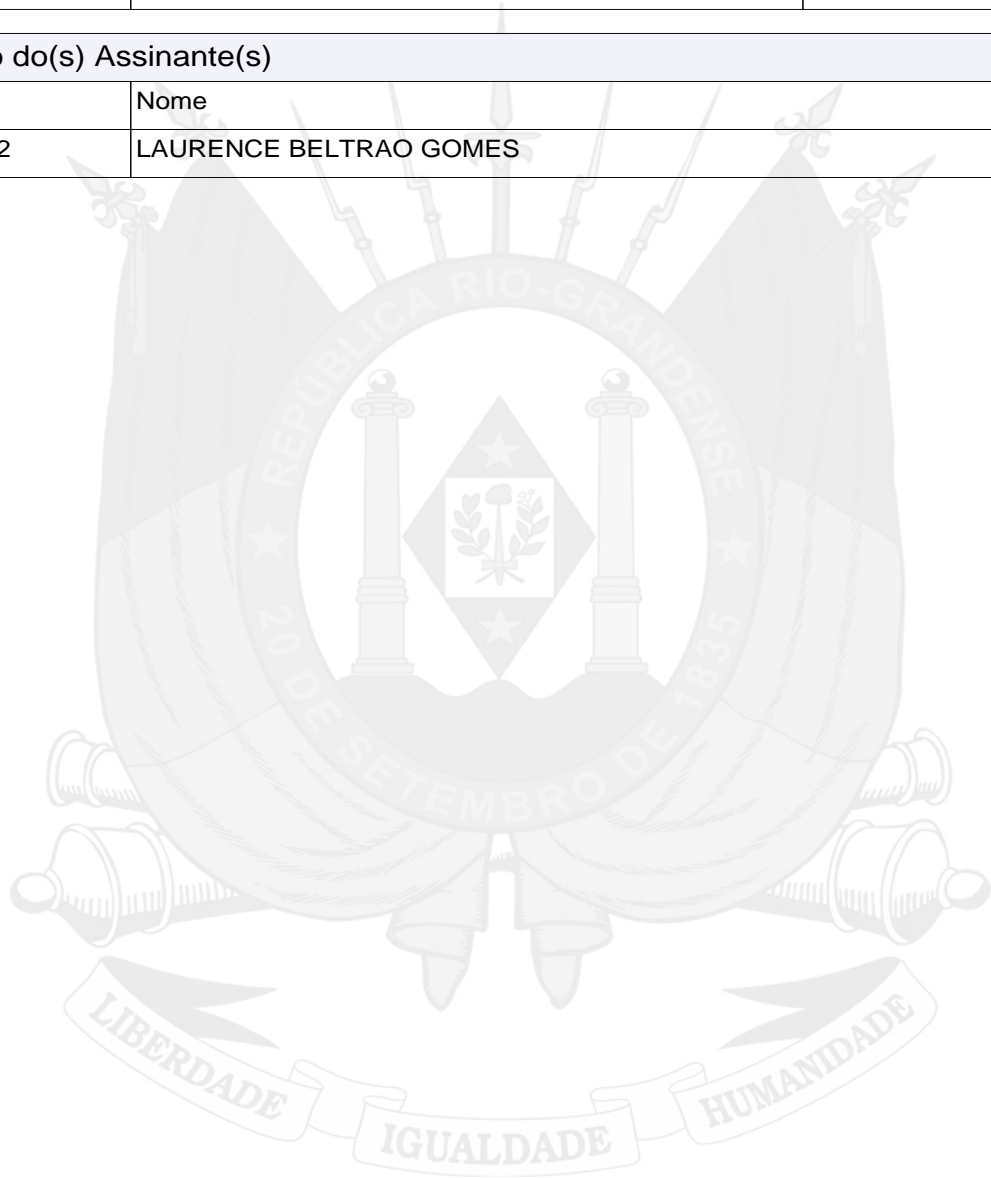 o do(s) Assinante(s)
Nome
2 LAURENCE BELTRAO GOMES
REPÚBLICA RIO-GRANDENSE
20 DE SETEMBRO DE 1835
LIBERDADE IGUALDADE HUMANIDADE